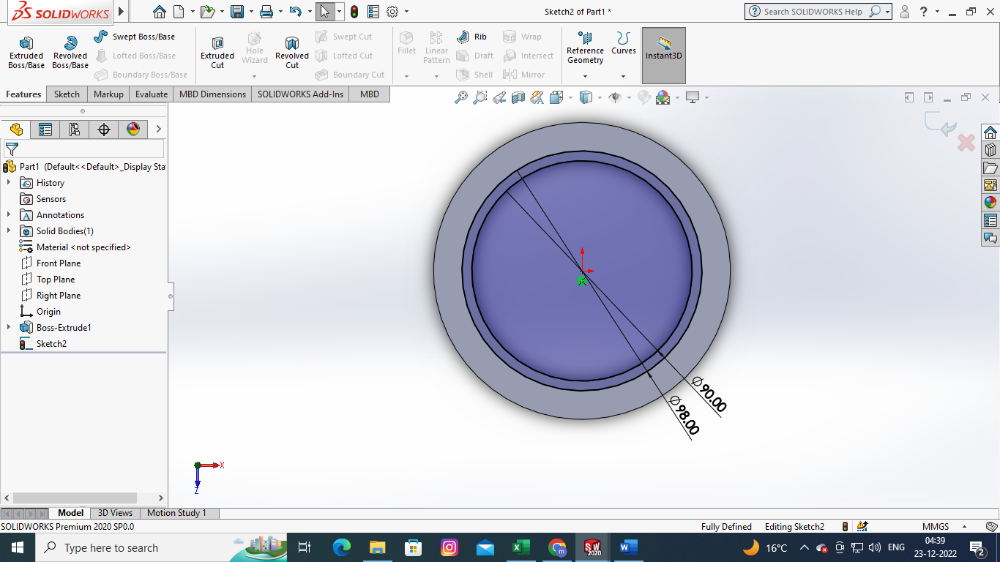 SOLIDWORKS
Sketch2 of Part1 *
Search SOLIDWORKS Help
?
Extruded Boss/Base
Revolved Boss/Base
Swept Boss/Base
Lofted Boss/Base
Boundary Boss/Base
Extruded Cut
Hole Wizard
Revolved Cut
Swept Cut
Lofted Cut
Boundary Cut
Fillet
Linear Pattern
Rib
Draft
Shell
Wrap
Intersect
Mirror
Reference Geometry
Curves
Instant3D
Features
Sketch
Markup
Evaluate
MBD Dimensions
SOLIDWORKS Add-Ins
MBD
Part1 (Default<<Default>_Display Sta
History
Sensors
Annotations
Solid Bodies(1)
Material <not specified>
Front Plane
Top Plane
Right Plane
Origin
Boss-Extrude1
Sketch2
∅90.00
∅98.00
X
Z
Model
3D Views
Motion Study 1
SOLIDWORKS Premium 2020 SP0.0
Fully Defined
Editing Sketch2
MMGS
Type here to search
SW
2020
16°C
ENG
04:39
23-12-2022
2